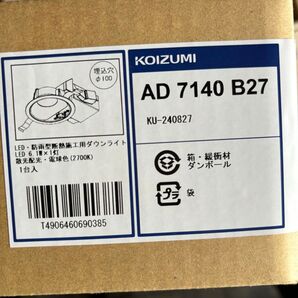 埋込穴
φ100
LED・防雨型断熱施工用ダウンライト
LED 6.1W×1灯
散光配光・電球色(2700K)
1台入
T4906460690385
KOIZUMI
AD 7140 B27
KU-240827
箱・緩衝材
ダンボール
プラ
袋